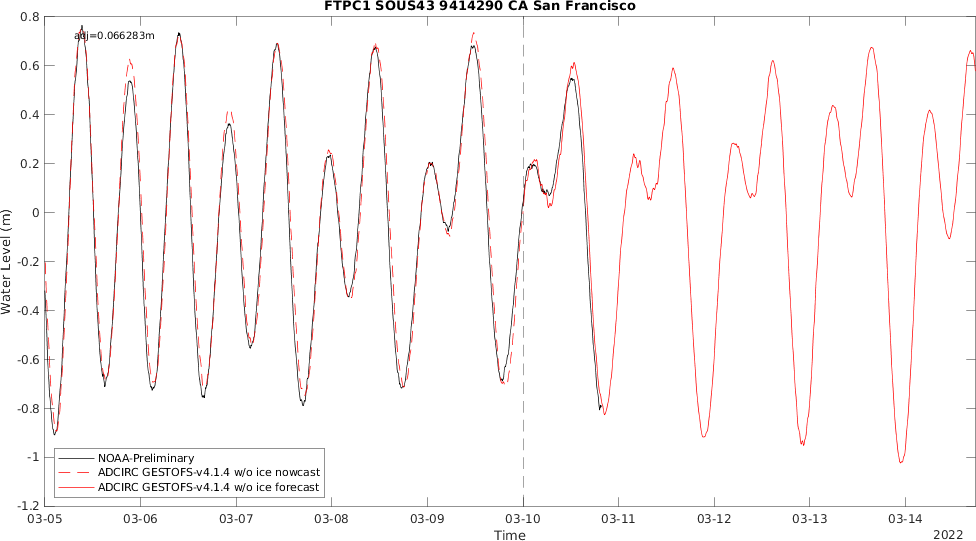 FTPC1 SOUS43 9414290 CA San Francisco
adj=0.066283m
0.8
0.6
0.4
0.2
0
-0.2
-0.4
-0.6
-0.8
-1
-1.2
Water Level (m)
NOAA-Preliminary
ADCIRC GESTOFS-v4.1.4 w/o ice nowcast
ADCIRC GESTOFS-v4.1.4 w/o ice forecast
03-05 03-06 03-07 03-08 03-09 03-10 03-11 03-12 03-13 03-14
Time
2022